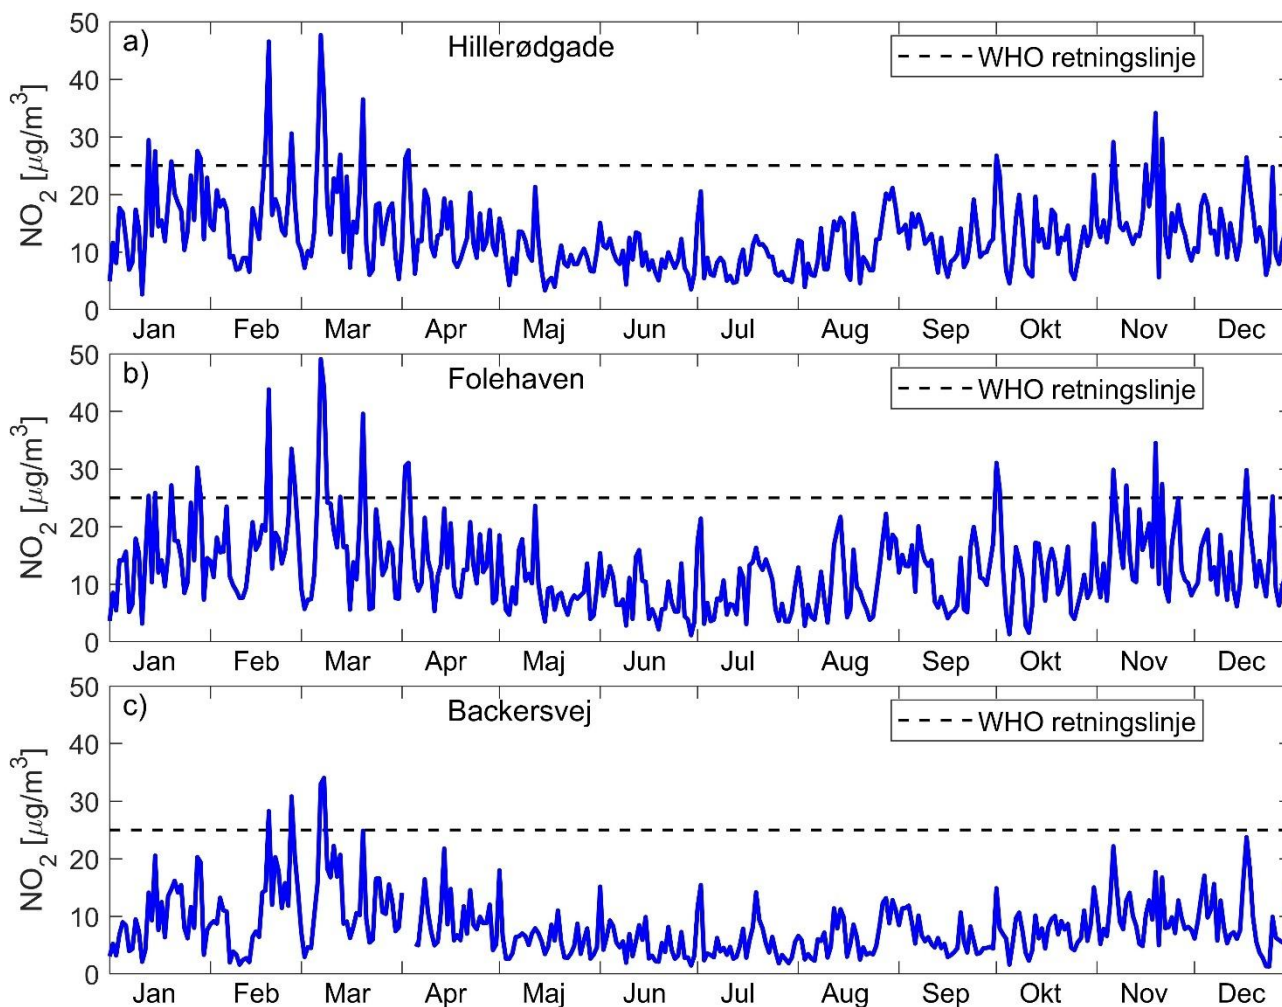 a)
Hillerødgade
WHO retningslinje
NO2 [μg/m3]
50
40
30
20
10
0
Jan Feb Mar Apr Maj Jun Jul Aug Sep Okt Nov Dec
b)
Folehaven
WHO retningslinje
NO2 [μg/m3]
50
40
30
20
10
0
Jan Feb Mar Apr Maj Jun Jul Aug Sep Okt Nov Dec
c)
Backersvej
WHO retningslinje
NO2 [μg/m3]
50
40
30
20
10
0
Jan Feb Mar Apr Maj Jun Jul Aug Sep Okt Nov Dec